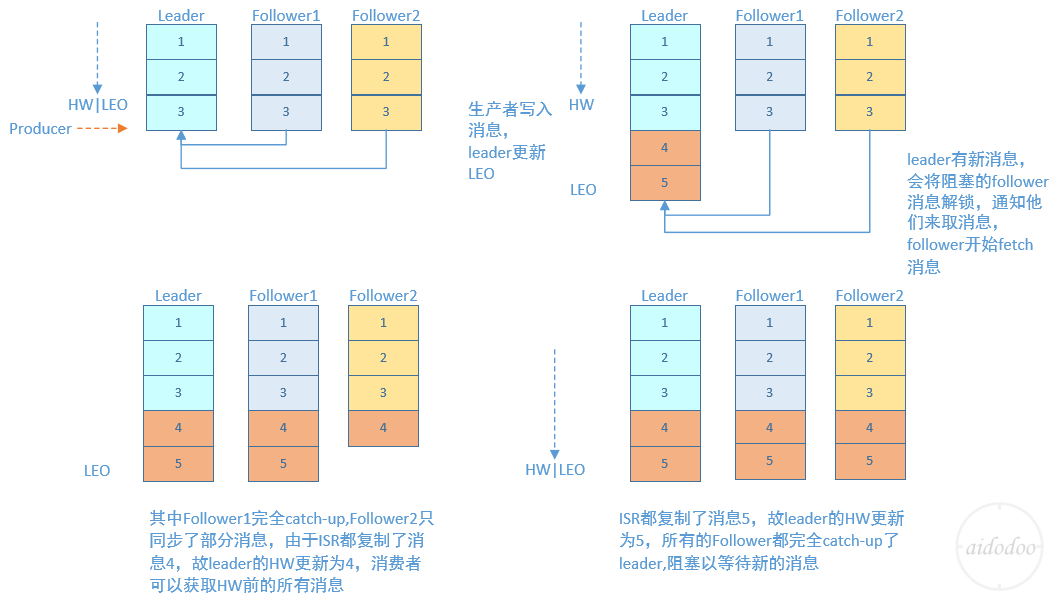 Leader
Follower1
Follower2
1
1
1
2
2
2
3
3
3
HW|LEO
Producer
生产者写入
消息，
leader更新
LEO
Leader
Follower1
Follower2
1
1
1
2
2
2
3
3
3
4
5
HW
LEO
leader有新消息，
会将阻塞的follower
消息解锁，通知他
们来取消息，
follower开始fetch
消息
Leader
Follower1
Follower2
1
1
1
2
2
2
3
3
3
4
4
4
5
5
LEO
其中Follower1完全catch-up,Follower2只
同步了部分消息，由于ISR都复制了消
息4，故leader的HW更新为4，消费者
可以获取HW前的所有消息
Leader
Follower1
Follower2
1
1
1
2
2
2
3
3
3
4
4
4
5
5
5
HW|LEO
ISR都复制了消息5，故leader的HW更新
为5，所有的Follower都完全catch-up了
leader,阻塞以等待新的消息
aidodoo